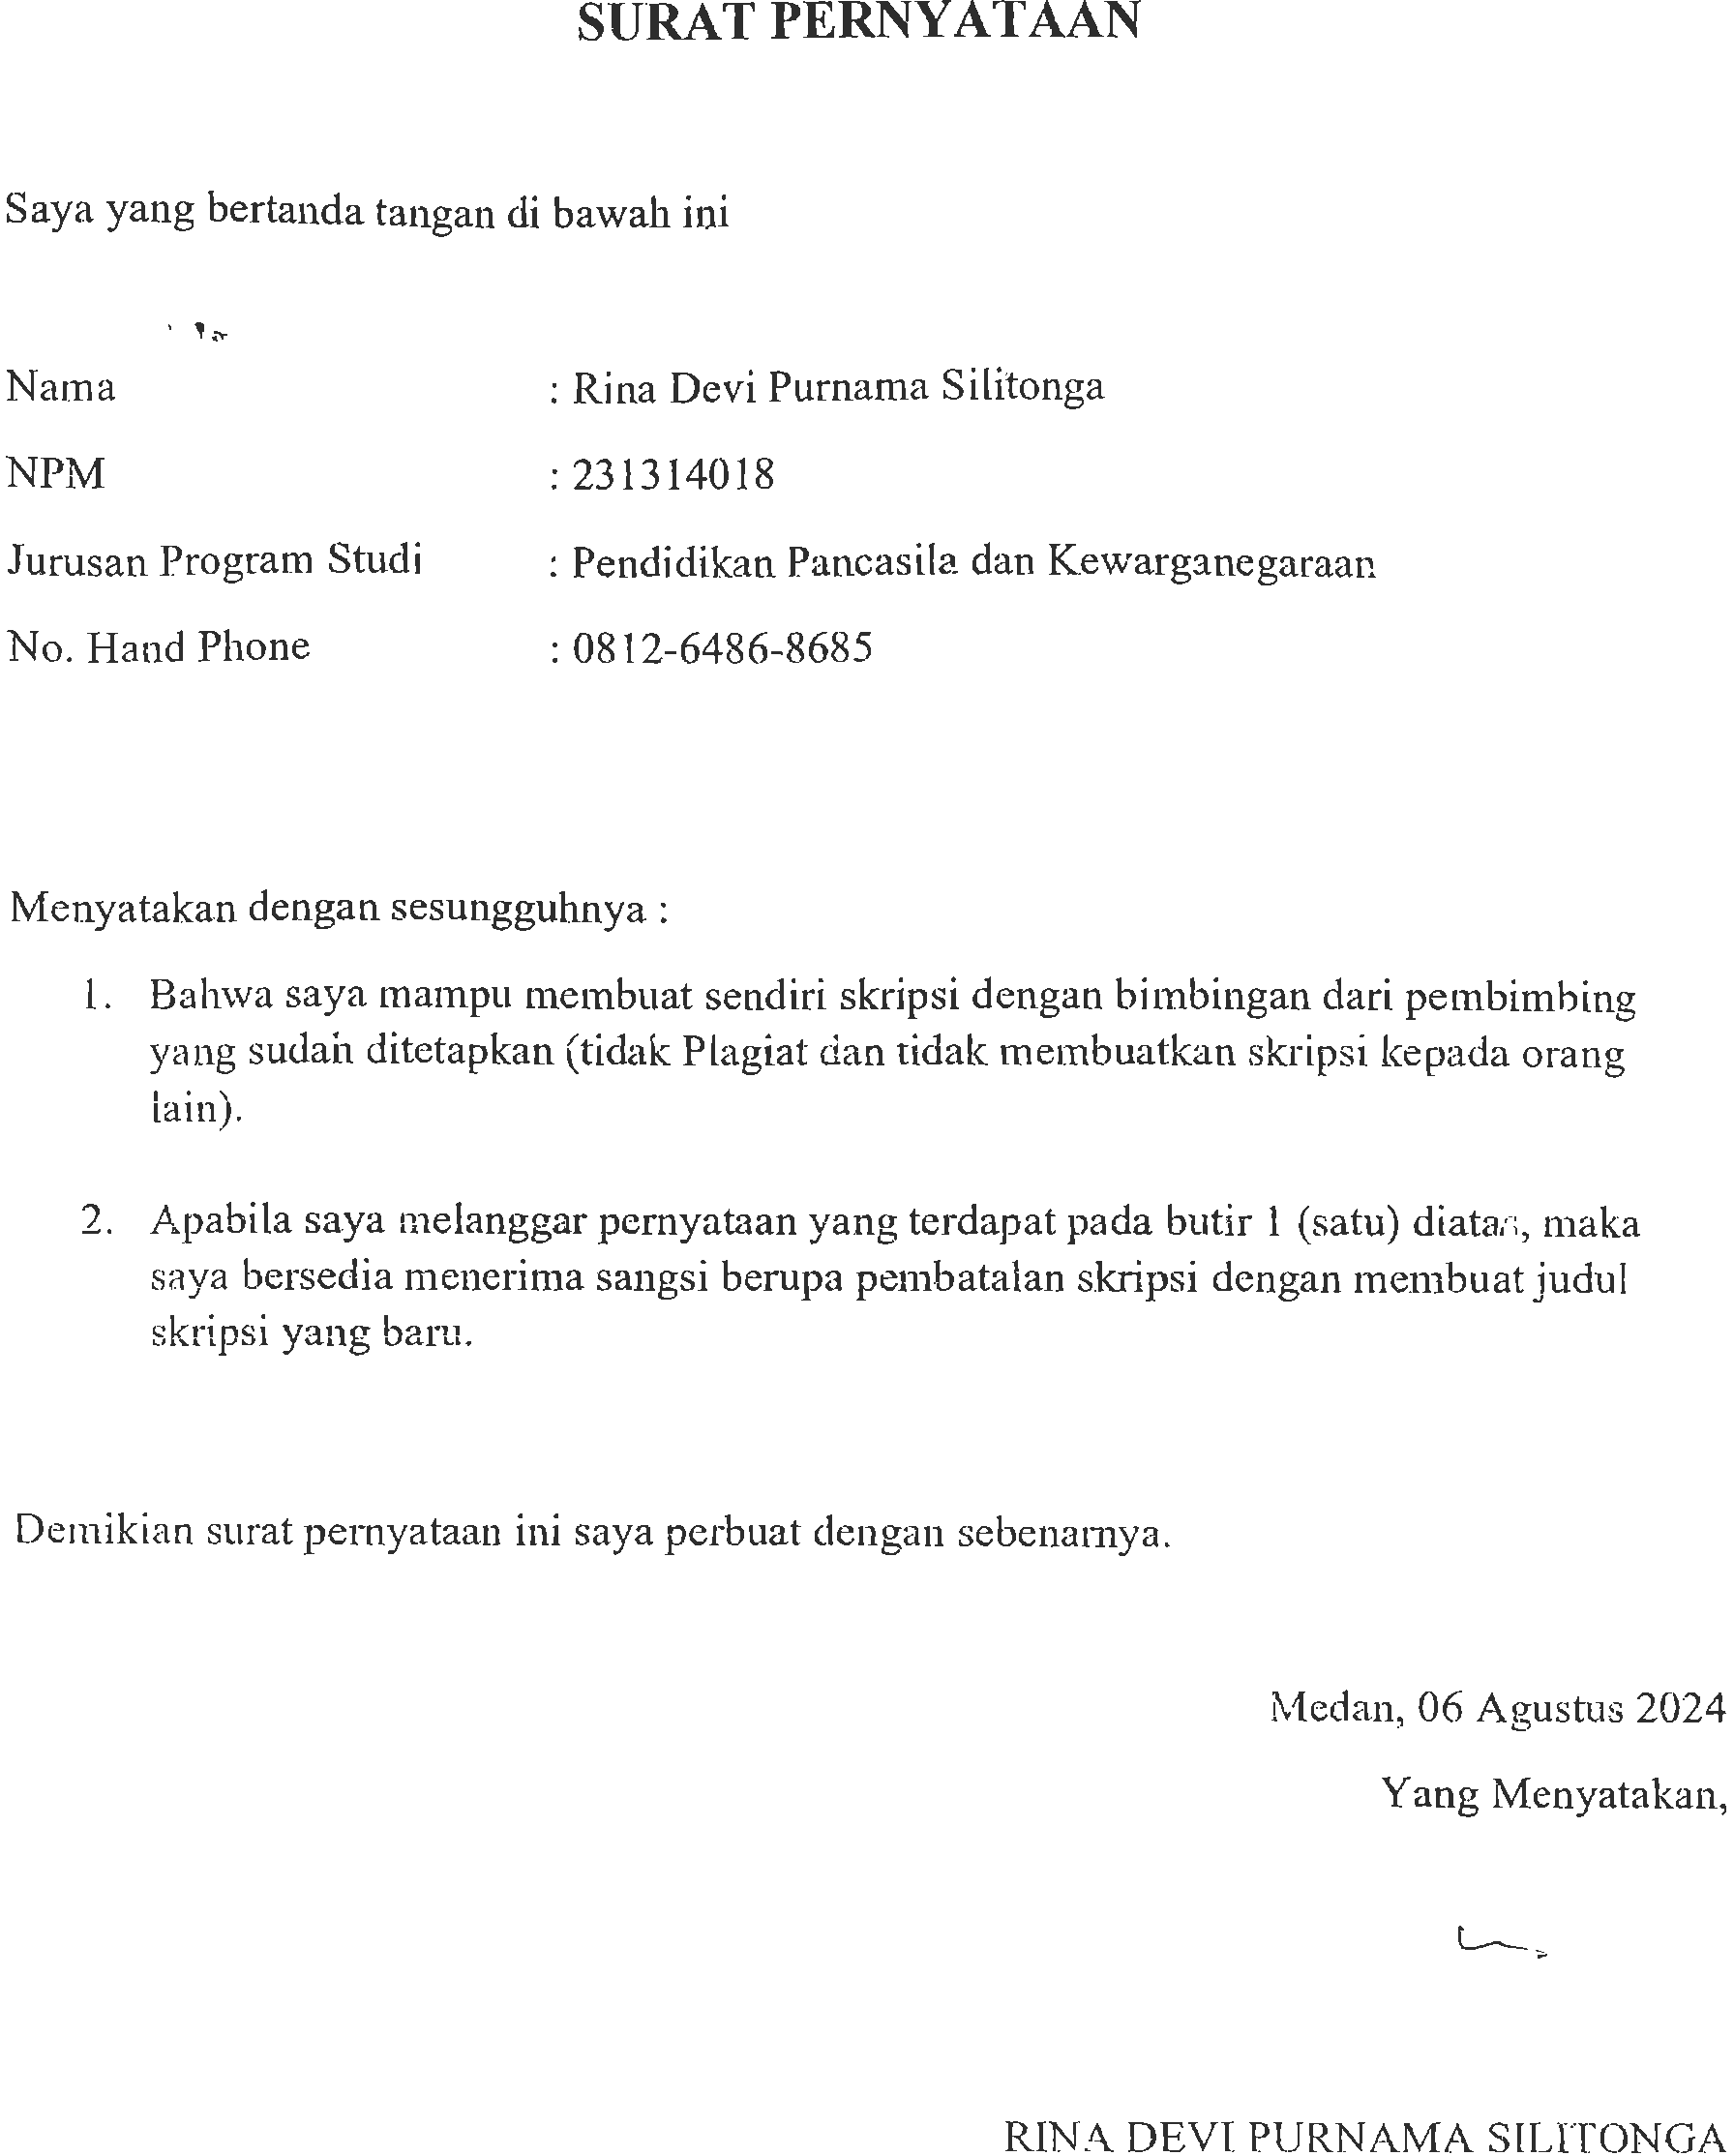 SURAT PERNYATAAN
Saya yang bertanda tangan di bawah ini
Nama : Rina Devi Purnama Silitonga
NPM : 231314018
Jurusan Program Studi : Pendidikan Pancasila dan Kewarganegaraan
No. Hand Phone : 0812-6486-8685
Menyatakan dengan sesungguhnya :
1. Bahwa saya mampu membuat sendiri skripsi dengan bimbingan dari pembimbing
yang sudah ditetapkan (tidak Plagiat dan tidak membuatkan skripsi kepada orang
lain).
2. Apabila saya melanggar pernyataan yang terdapat pada butir 1 (satu) diatas, maka
saya bersedia menerima sangsi berupa pembatalan skripsi dengan membuat judul
skripsi yang baru.
Demikian surat pernyataan ini saya perbuat dengan sebenarnya.
Medan, 06 Agustus 2024
Yang Menyatakan,
RINA DEVI PURNAMA SILITONGA